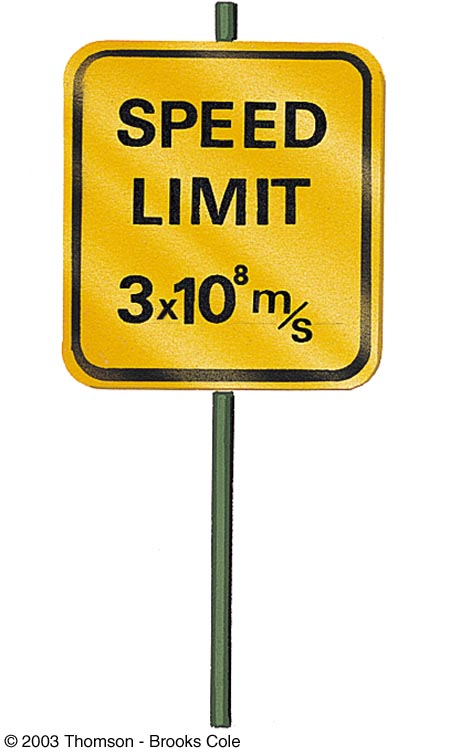 SPEED
LIMIT
3x10⁸ m/s
© 2003 Thomson - Brooks Cole